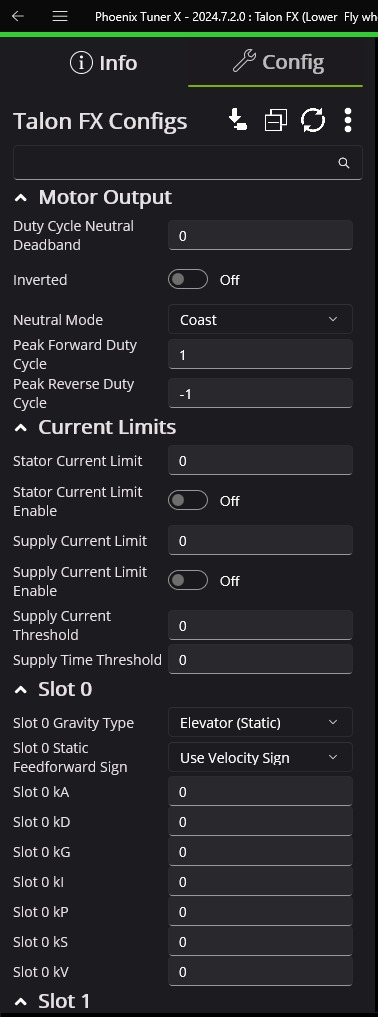 Phoenix Tuner X - 2024.7.2.0 : Talon FX (Lower Fly wh
Info
Config
Talon FX Configs
Motor Output
Duty Cycle Neutral
Deadband
0
Inverted
Off
Neutral Mode
Coast
Peak Forward Duty
Cycle
1
Peak Reverse Duty
Cycle
-1
Current Limits
Stator Current Limit
0
Stator Current Limit
Enable
Off
Supply Current Limit
0
Supply Current Limit
Enable
Off
Supply Current
Threshold
0
Supply Time Threshold
0
Slot 0
Slot 0 Gravity Type
Elevator (Static)
Slot 0 Static
Feedforward Sign
Use Velocity Sign
Slot 0 kA
0
Slot 0 kD
0
Slot 0 kG
0
Slot 0 kI
0
Slot 0 kP
0
Slot 0 kS
0
Slot 0 kV
0
Slot 1